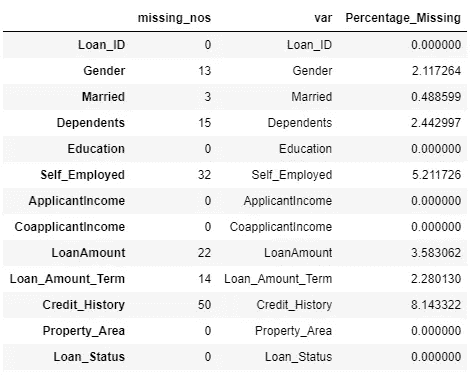 missing_nos var Percentage_Missing
Loan_ID 0 Loan_ID 0.000000
Gender 13 Gender 2.117264
Married 3 Married 0.488599
Dependents 15 Dependents 2.442997
Education 0 Education 0.000000
Self_Employed 32 Self_Employed 5.211726
ApplicantIncome 0 ApplicantIncome 0.000000
CoapplicantIncome 0 CoapplicantIncome 0.000000
LoanAmount 22 LoanAmount 3.583062
Loan_Amount_Term 14 Loan_Amount_Term 2.280130
Credit_History 50 Credit_History 8.143322
Property_Area 0 Property_Area 0.000000
Loan_Status 0 Loan_Status 0.000000